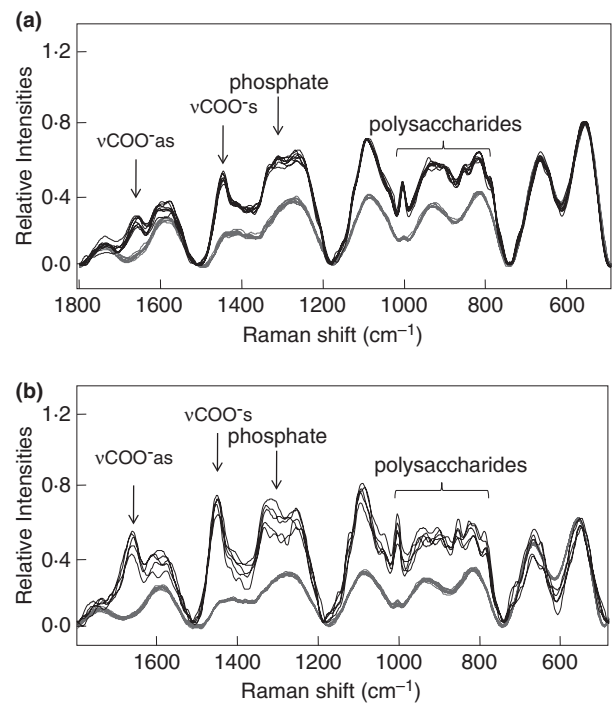 (a)
1·2
phosphate
νCOO⁻s
νCOO⁻as
polysaccharides
0.8
0.4
0·0
Relative Intensities
1800 1600 1400 1200 1000 800 600
Raman shift (cm⁻¹)
(b)
1·2
νCOO⁻s
phosphate
νCOO⁻as
polysaccharides
0.8
0.4
0·0
Relative Intensities
1600 1400 1200 1000 800 600
Raman shift (cm⁻¹)